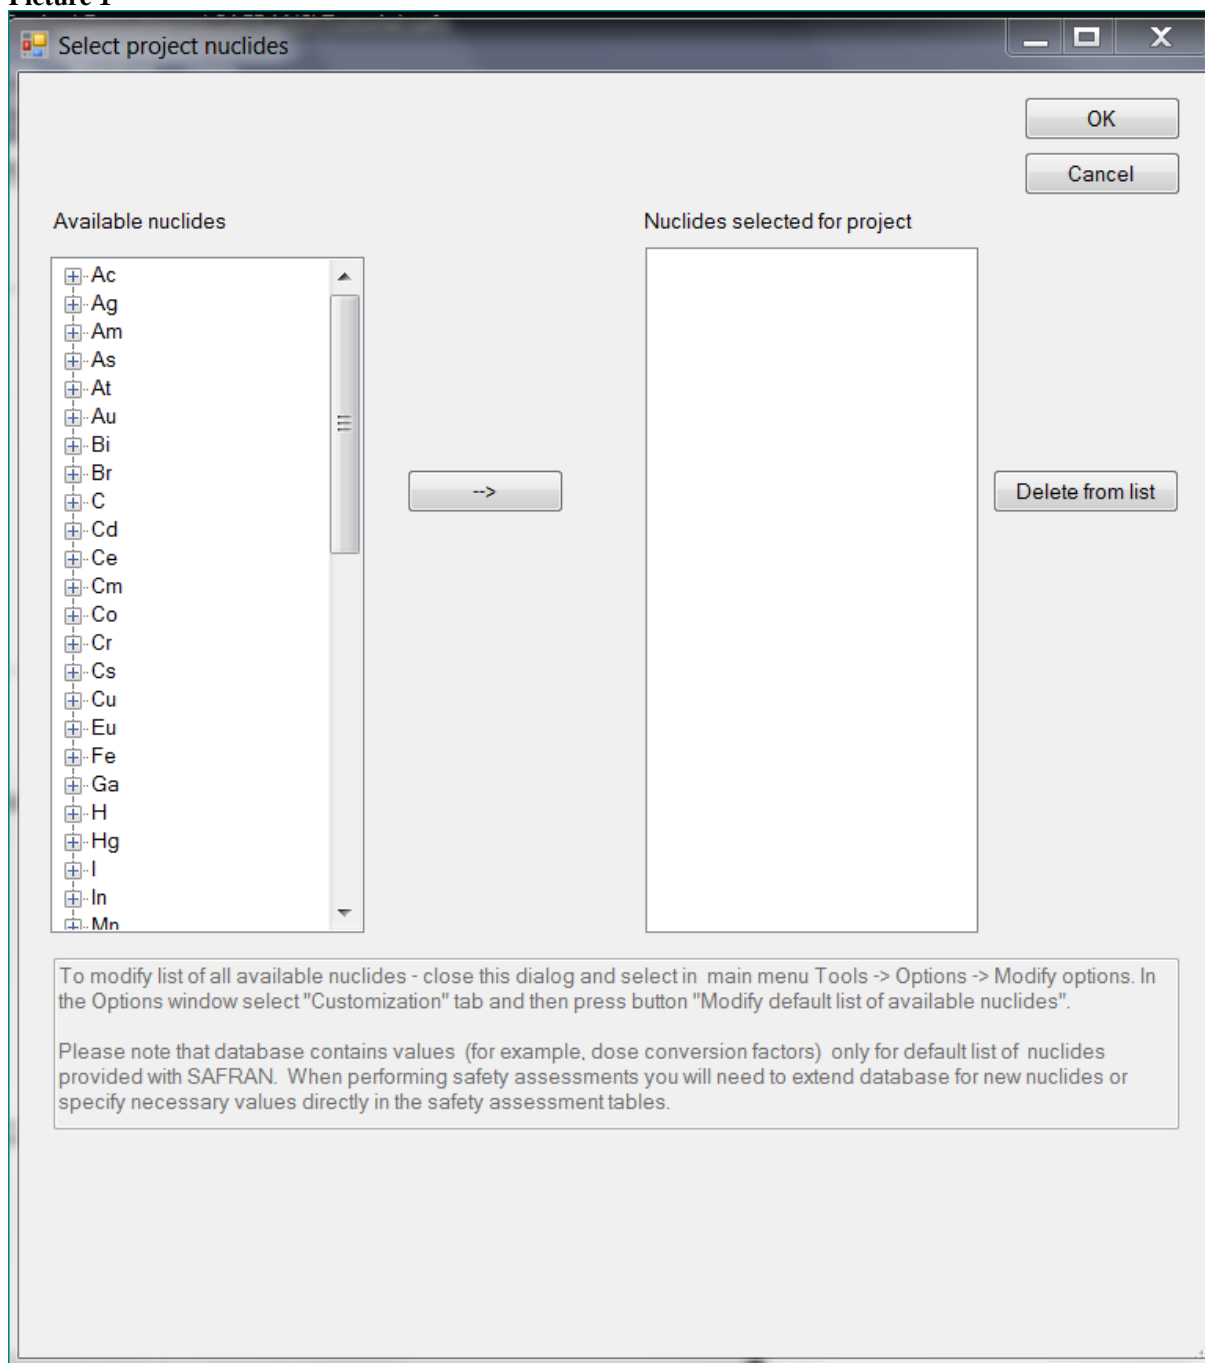 Picture 1
Select project nuclides
OK
Cancel
Available nuclides
Nuclides selected for project
Ac
Ag
Am
As
At
Au
Bi
Br
C
Cd
Ce
Cm
Co
Cr
Cs
Cu
Eu
Fe
Ga
H
Hg
I
In
Mn
-->
Delete from list
To modify list of all available nuclides - close this dialog and select in main menu Tools -> Options -> Modify options. In
the Options window select "Customization" tab and then press button "Modify default list of available nuclides".
Please note that database contains values (for example, dose conversion factors) only for default list of nuclides
provided with SAFRAN. When performing safety assessments you will need to extend database for new nuclides or
specify necessary values directly in the safety assessment tables.